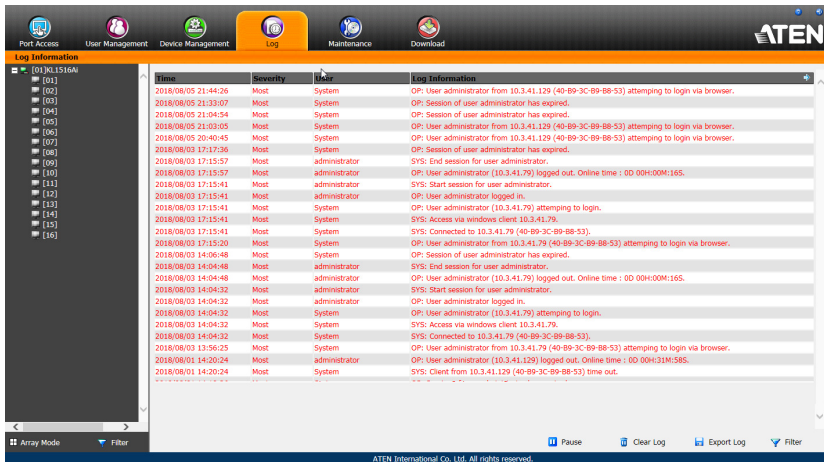 Port Access User Management Device Management Log Maintenance Download
ATEN
Log Information
[01]KL1516Ai
[01]
[02]
[03]
[04]
[05]
[06]
[07]
[08]
[09]
[10]
[11]
[12]
[13]
[14]
[15]
[16]
Time Severity User Log Information
2018/08/05 21:44:26 Most System OP: User administrator from 10.3.41.129 (40-B9-3C-B9-B8-53) attemping to login via browser.
2018/08/05 21:33:07 Most System OP: Session of user administrator has expired.
2018/08/05 21:04:54 Most System OP: Session of user administrator has expired.
2018/08/05 21:03:05 Most System OP: User administrator from 10.3.41.129 (40-B9-3C-B9-B8-53) attemping to login via browser.
2018/08/05 20:40:45 Most System OP: User administrator from 10.3.41.129 (40-B9-3C-B9-B8-53) attemping to login via browser.
2018/08/03 17:17:36 Most System OP: Session of user administrator has expired.
2018/08/03 17:15:57 Most administrator SYS: End session for user administrator.
2018/08/03 17:15:57 Most administrator OP: User administrator (10.3.41.79) logged out. Online time : 0D 00H:00M:16S.
2018/08/03 17:15:41 Most administrator SYS: Start session for user administrator.
2018/08/03 17:15:41 Most administrator OP: User administrator logged in.
2018/08/03 17:15:41 Most System OP: User administrator (10.3.41.79) attemping to login.
2018/08/03 17:15:41 Most System SYS: Access via windows client 10.3.41.79.
2018/08/03 17:15:41 Most System SYS: Connected to 10.3.41.79 (40-B9-3C-B9-B8-53).
2018/08/03 17:15:20 Most System OP: User administrator from 10.3.41.79 (40-B9-3C-B9-B8-53) attemping to login via browser.
2018/08/03 14:06:48 Most System OP: Session of user administrator has expired.
2018/08/03 14:04:48 Most administrator SYS: End session for user administrator.
2018/08/03 14:04:48 Most administrator OP: User administrator (10.3.41.79) logged out. Online time : 0D 00H:00M:16S.
2018/08/03 14:04:32 Most administrator SYS: Start session for user administrator.
2018/08/03 14:04:32 Most administrator OP: User administrator logged in.
2018/08/03 14:04:32 Most System OP: User administrator (10.3.41.79) attemping to login.
2018/08/03 14:04:32 Most System SYS: Access via windows client 10.3.41.79.
2018/08/03 14:04:32 Most System SYS: Connected to 10.3.41.79 (40-B9-3C-B9-B8-53).
2018/08/03 13:56:25 Most System OP: User administrator from 10.3.41.79 (40-B9-3C-B9-B8-53) attemping to login via browser.
2018/08/01 14:20:24 Most administrator OP: User administrator (10.3.41.129) logged out. Online time : 0D 00H:31M:58S.
2018/08/01 14:20:24 Most System SYS: Client from 10.3.41.129 (40-B9-3C-B9-B8-53) time out.
Array Mode Filter Pause Clear Log Export Log Filter
ATEN International Co. Ltd. All rights reserved.